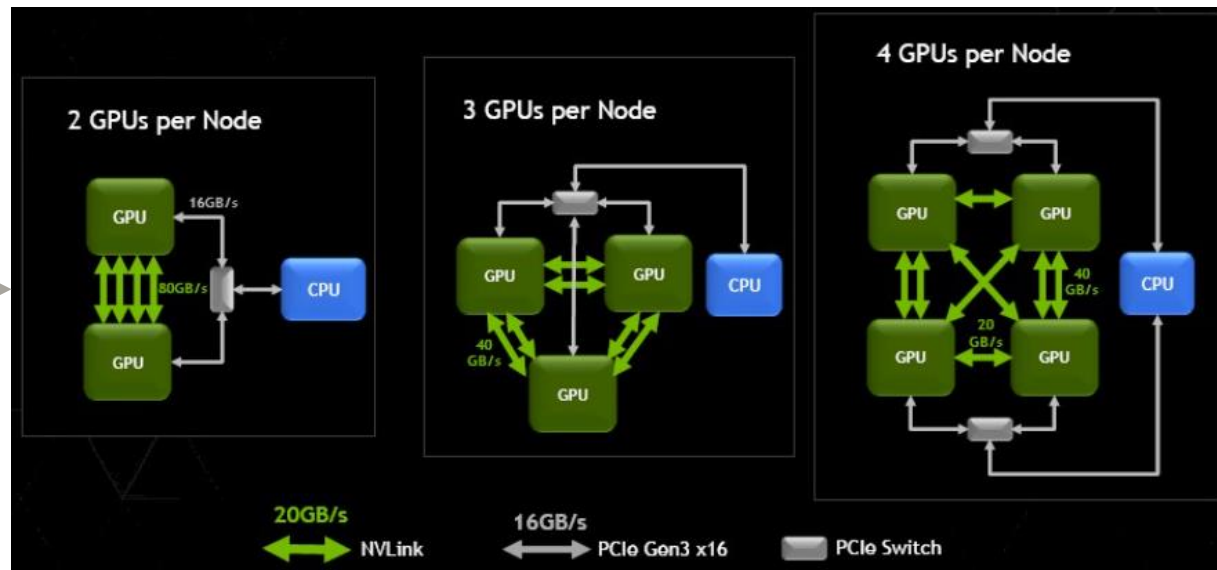 2 GPUs per Node
GPU
16GB/s
80GB/s
CPU
GPU
3 GPUs per Node
GPU
GPU
CPU
40
GB/s
GPU
4 GPUs per Node
GPU
GPU
40
GB/s
CPU
20
GB/s
GPU
GPU
20GB/s
NVLink
16GB/s
PCIe Gen3 x16
PCIe Switch